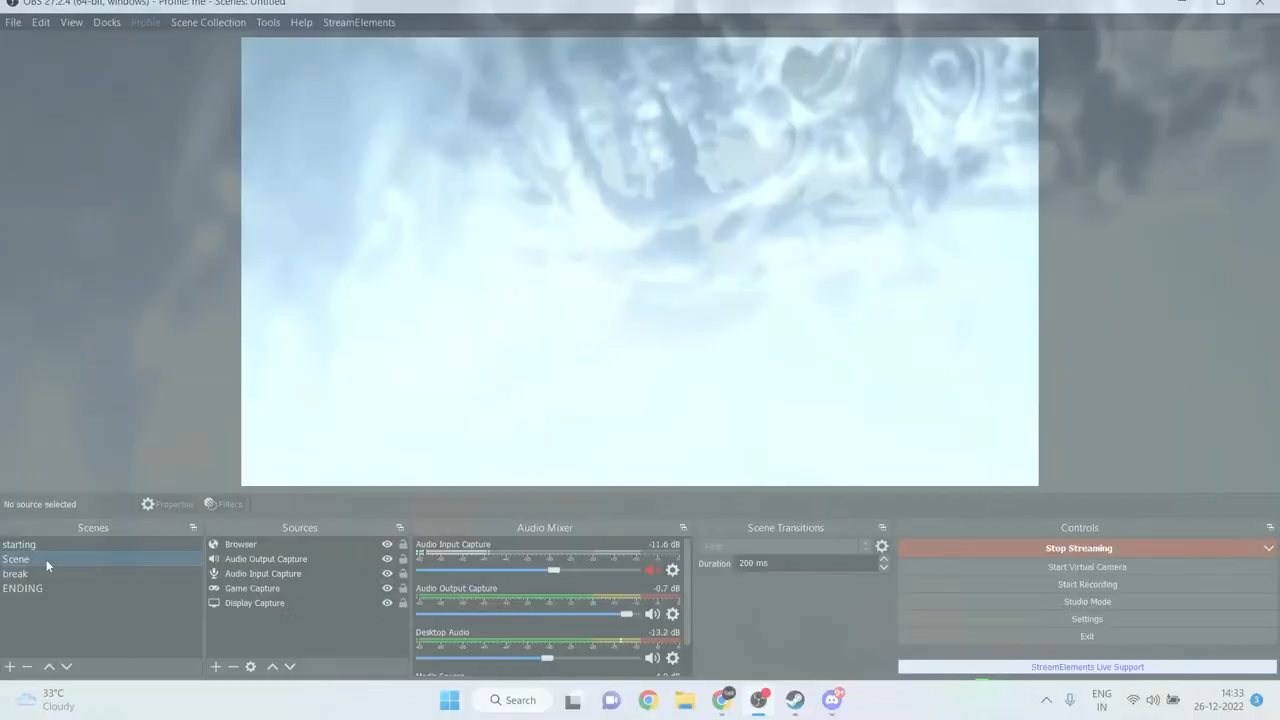 OBS 27.2.4 (64-bit, windows) - Profile: me - Scenes: Untitled
File Edit View Docks Profile Scene Collection Tools Help StreamElements
No source selected Properties Filters
Scenes Sources Audio Mixer Scene Transitions Controls
starting
Scene
break
ENDING
Browser
Audio Output Capture
Audio Input Capture
Game Capture
Display Capture
Audio Input Capture -11.6 dB
Audio Output Capture -0.7 dB
Desktop Audio -13.2 dB
Duration 200 ms
Stop Streaming
Start Virtual Camera
Start Recording
Studio Mode
Settings
Exit
StreamElements Live Support
33°C
Cloudy
Search
ENG
IN
14:33
26-12-2022
3